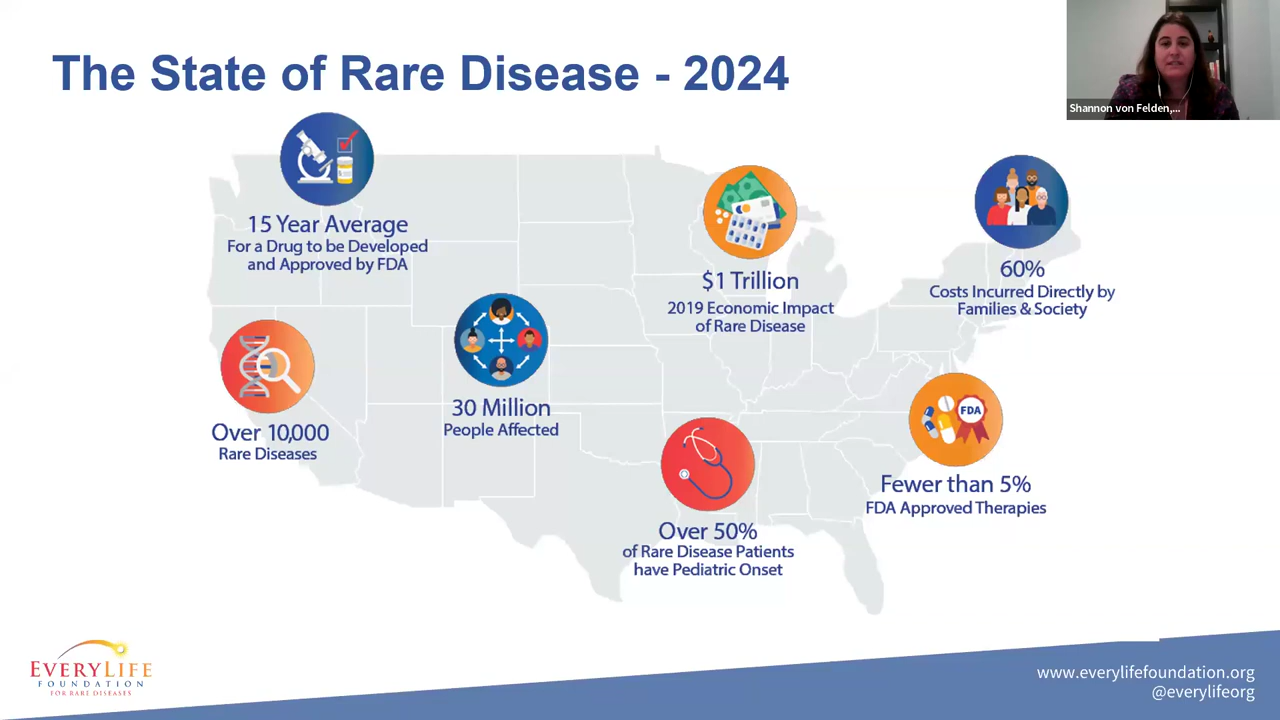 The State of Rare Disease - 2024
Shannon von Felden,...
15 Year Average
For a Drug to be Developed
and Approved by FDA
$1 Trillion
2019 Economic Impact
of Rare Disease
60%
Costs Incurred Directly by
Families & Society
Over 10,000
Rare Diseases
30 Million
People Affected
Over 50%
of Rare Disease Patients
have Pediatric Onset
FDA
Fewer than 5%
FDA Approved Therapies
EVERYLIFE
FOUNDATION
FOR RARE DISEASES
www.everylifefoundation.org
@everylifeorg